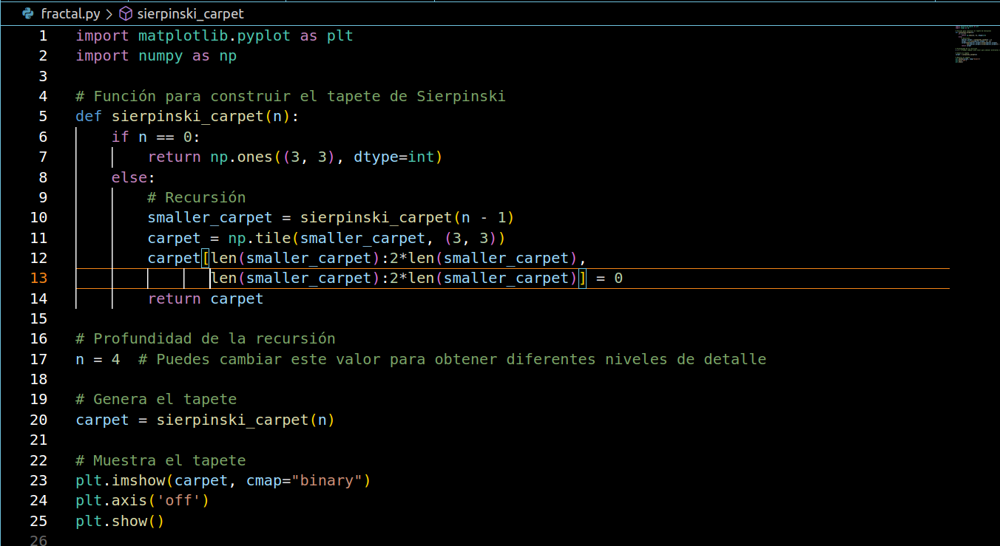 fractal.py > sierpinski_carpet
1 import matplotlib.pyplot as plt
2 import numpy as np
3
4 # Función para construir el tapete de Sierpinski
5 def sierpinski_carpet(n):
6     if n == 0:
7         return np.ones((3, 3), dtype=int)
8     else:
9         # Recursión
10         smaller_carpet = sierpinski_carpet(n - 1)
11         carpet = np.tile(smaller_carpet, (3, 3))
12         carpet[len(smaller_carpet):2*len(smaller_carpet),
13                len(smaller_carpet):2*len(smaller_carpet)] = 0
14         return carpet
15
16 # Profundidad de la recursión
17 n = 4  # Puedes cambiar este valor para obtener diferentes niveles de detalle
18
19 # Genera el tapete
20 carpet = sierpinski_carpet(n)
21
22 # Muestra el tapete
23 plt.imshow(carpet, cmap="binary")
24 plt.axis('off')
25 plt.show()
26